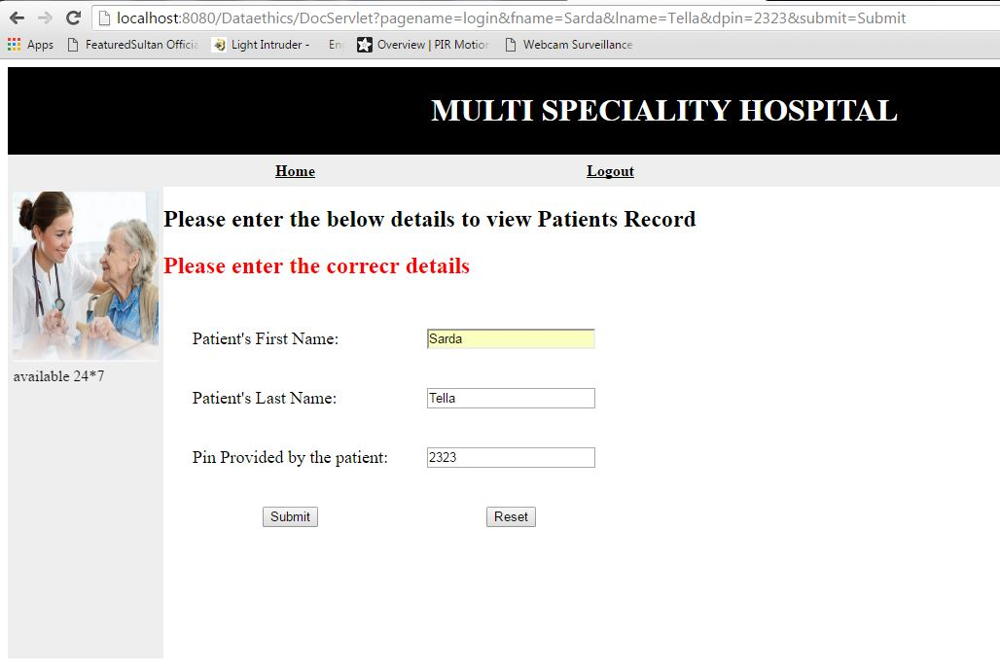 localhost:8080/Dataethics/DocServlet?pagename=login&fname=Sarda&lname=Tella&dpin=2323&submit=Submit
Apps FeaturedSultan Officia Light Intruder - En Overview | PIR Motion Webcam Surveillance
MULTI SPECIALITY HOSPITAL
Home Logout
Please enter the below details to view Patients Record
Please enter the correcr details
available 24*7
Patient's First Name: Sarda
Patient's Last Name: Tella
Pin Provided by the patient: 2323
Submit Reset